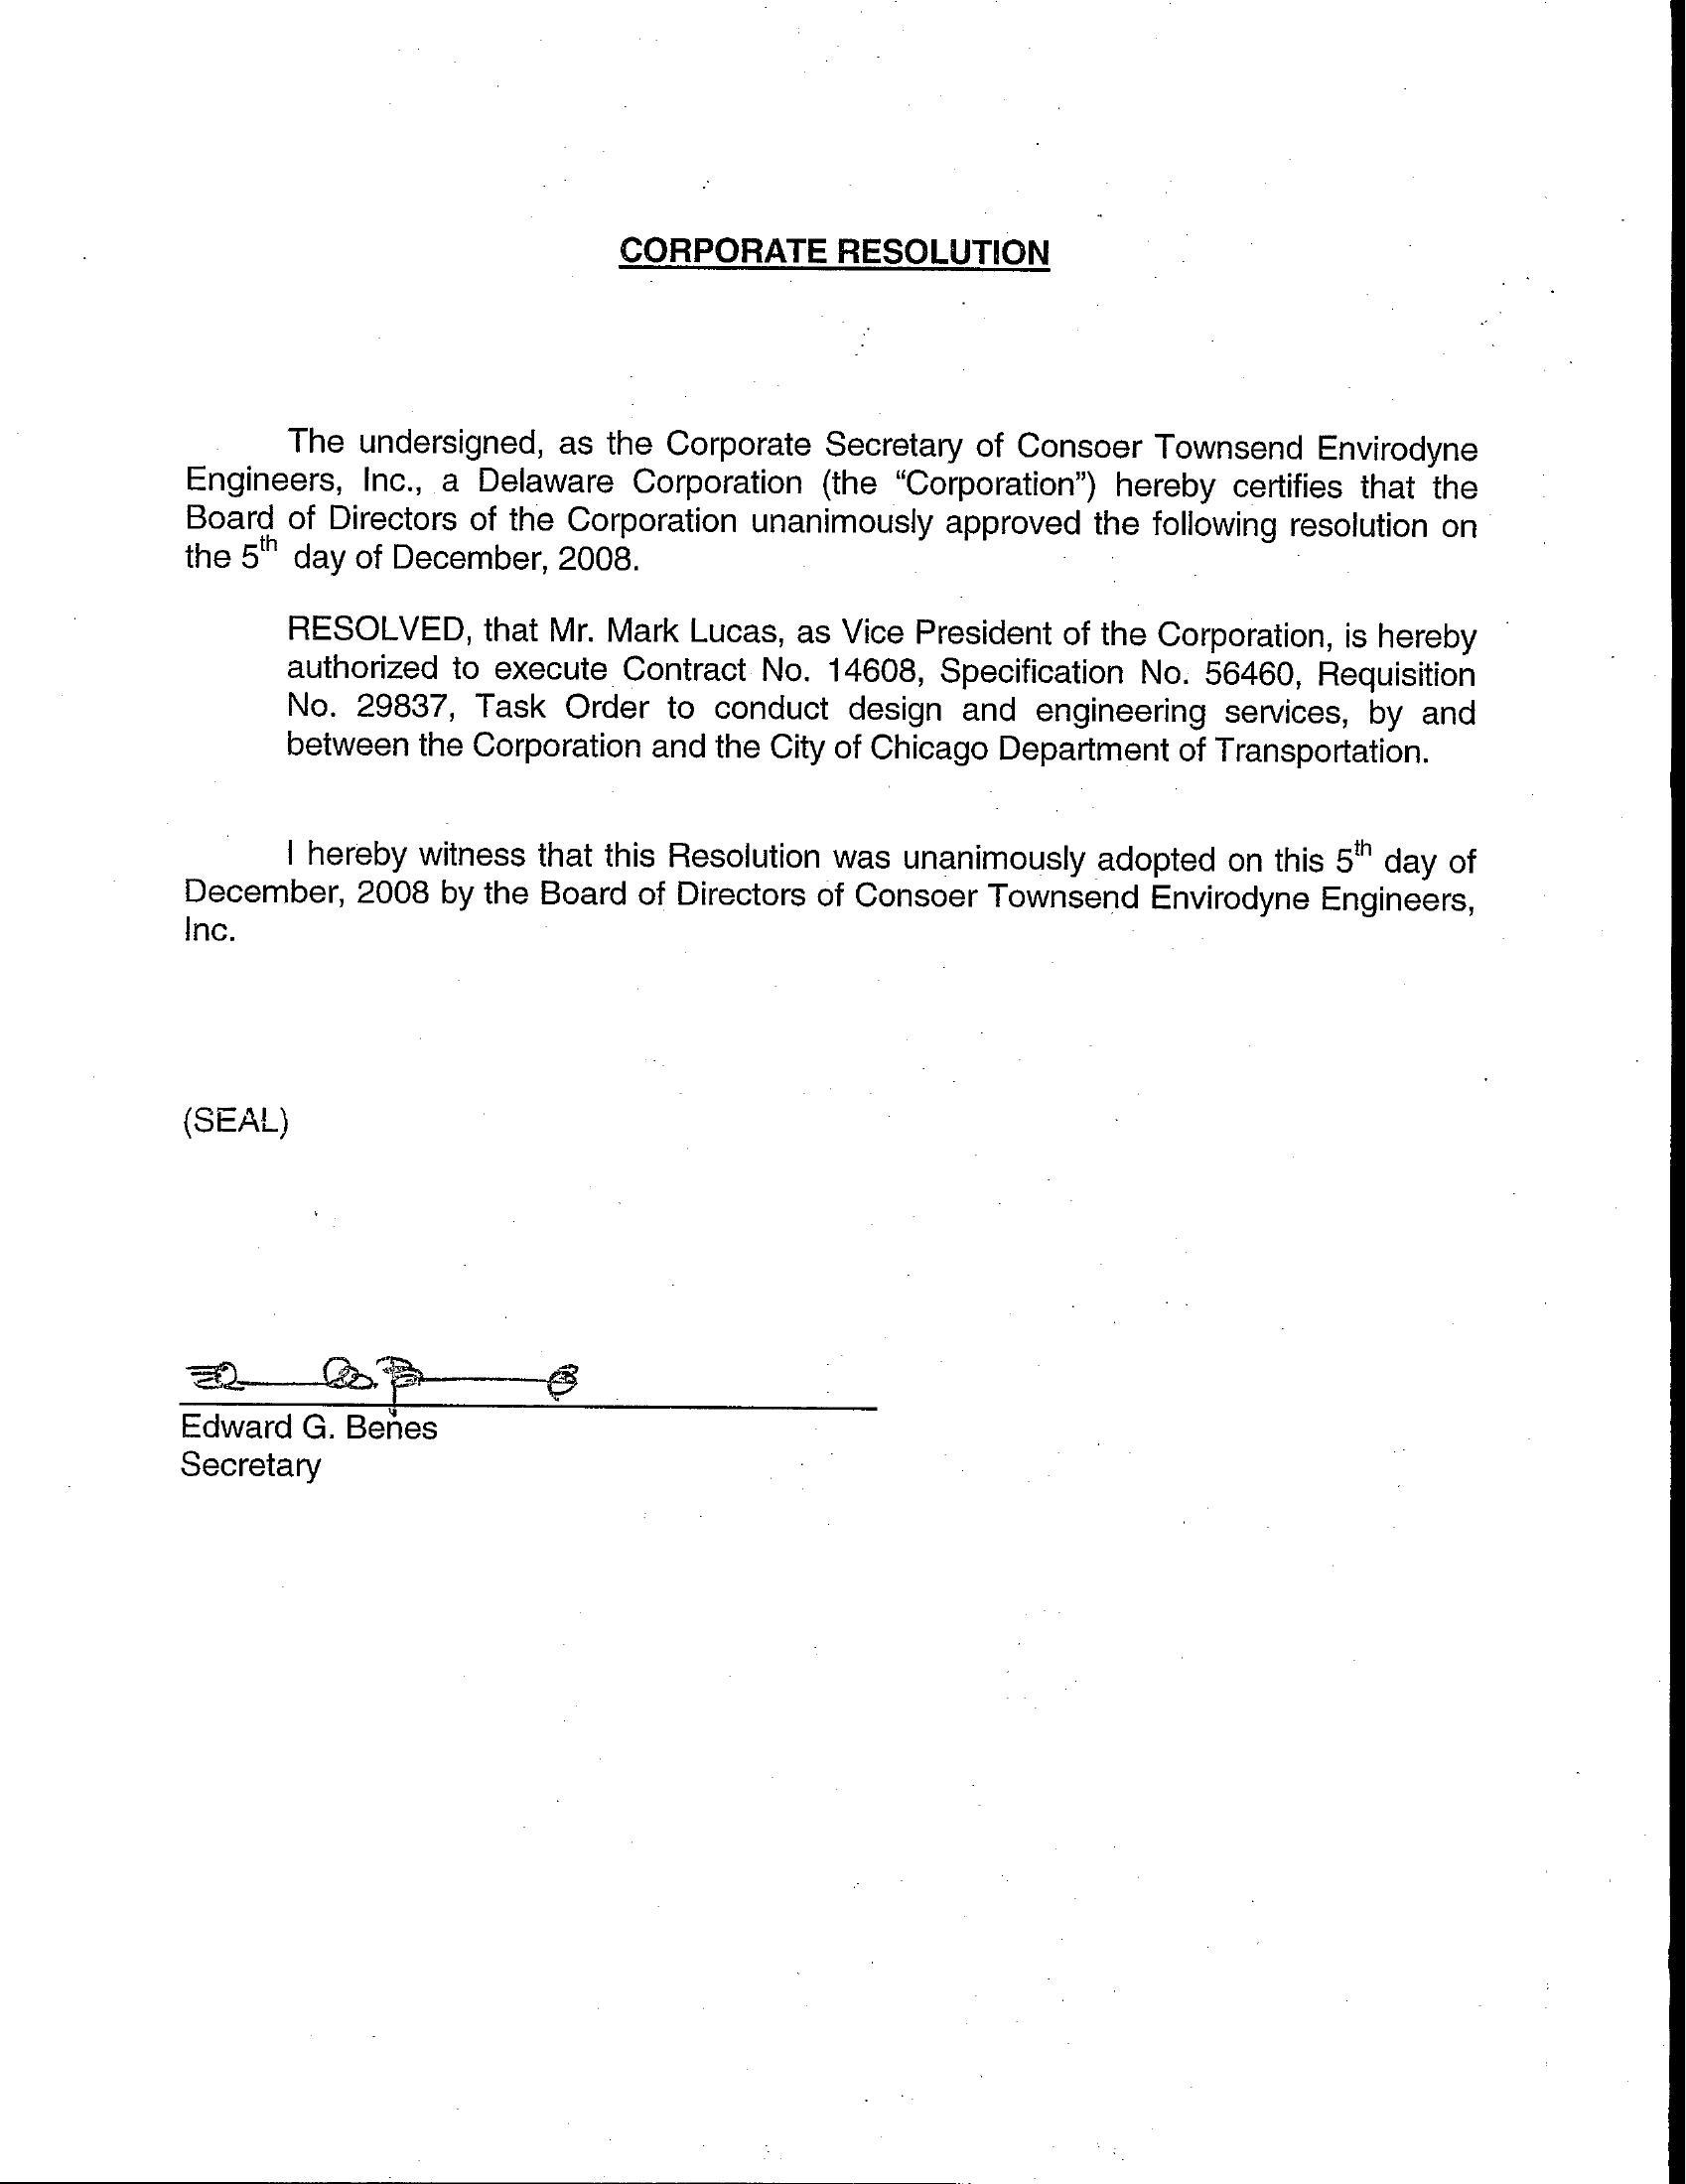 CORPORATE RESOLUTION
The undersigned, as the Corporate Secretary of Consoer Townsend Envirodyne
Engineers, Inc., a Delaware Corporation (the “Corporation”) hereby certifies that the
Board of Directors of the Corporation unanimously approved the following resolution on
the 5th day of December, 2008.
RESOLVED, that Mr. Mark Lucas, as Vice President of the Corporation, is hereby
authorized to execute Contract No. 14608, Specification No. 56460, Requisition
No. 29837, Task Order to conduct design and engineering services, by and
between the Corporation and the City of Chicago Department of Transportation.
I hereby witness that this Resolution was unanimously adopted on this 5th day of
December, 2008 by the Board of Directors of Consoer Townsend Envirodyne Engineers,
Inc.
(SEAL)
Edward G. Benes
Secretary